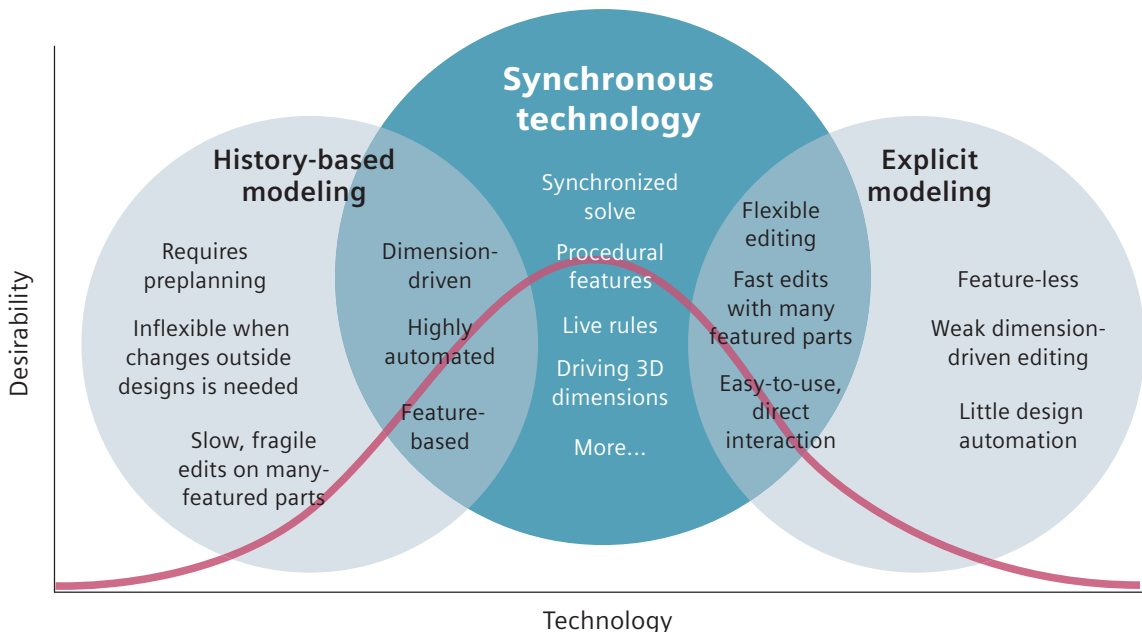 Synchronous
technology
History-based
modeling
Explicit
modeling
Synchronized
solve
Procedural
features
Live rules
Driving 3D
dimensions
More...
Requires
preplanning
Inflexible when
changes outside
designs is needed
Slow, fragile
edits on many-
featured parts
Dimension-
driven
Highly
automated
Feature-
based
Flexible
editing
Fast edits
with many
featured parts
Easy-to-use,
direct
interaction
Feature-less
Weak dimension-
driven editing
Little design
automation
Desirability
Technology